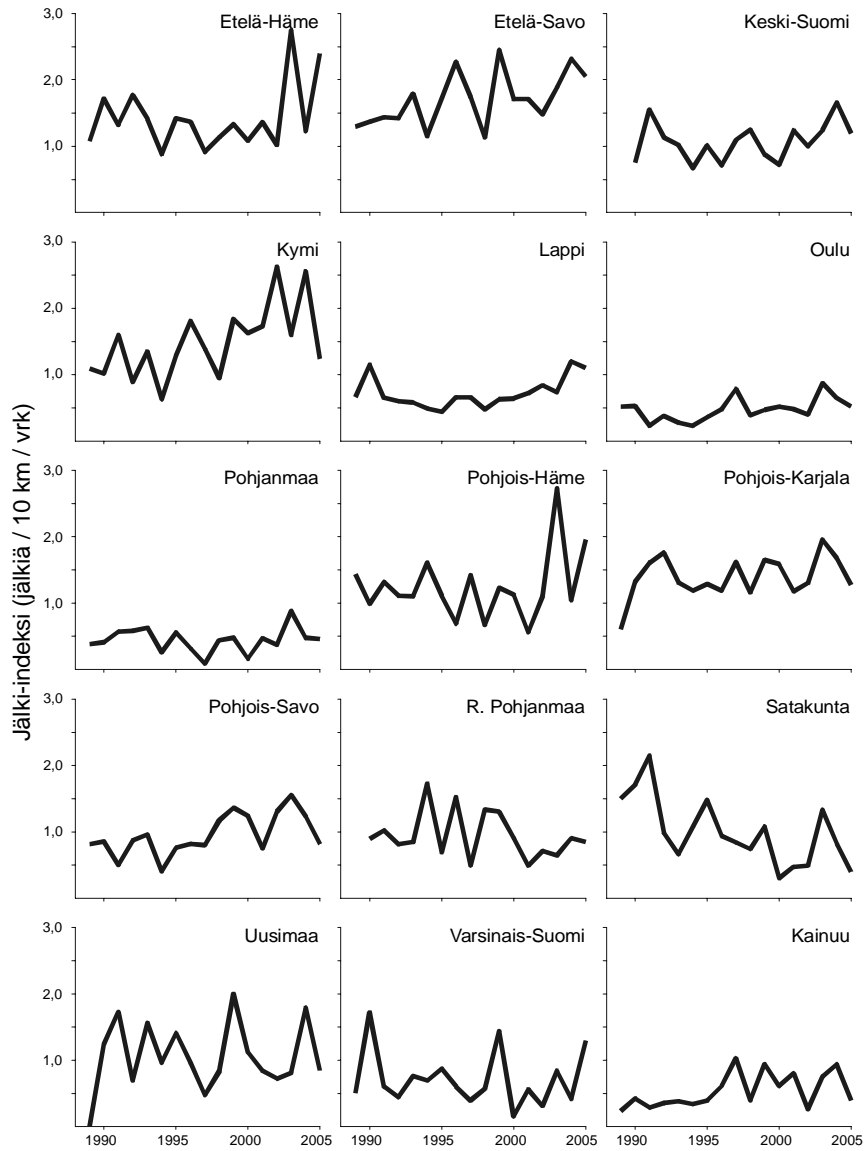 Jälki-indeksi (jälkiä / 10 km / vrk)
Etelä-Häme
Etelä-Savo
Keski-Suomi
3,0
2,0
1,0
Kymi
Lappi
Oulu
3,0
2,0
1,0
Pohjanmaa
Pohjois-Häme
Pohjois-Karjala
3,0
2,0
1,0
Pohjois-Savo
R. Pohjanmaa
Satakunta
3,0
2,0
1,0
Uusimaa
Varsinais-Suomi
Kainuu
3,0
2,0
1,0
1990 1995 2000 2005 1990 1995 2000 2005 1990 1995 2000 2005